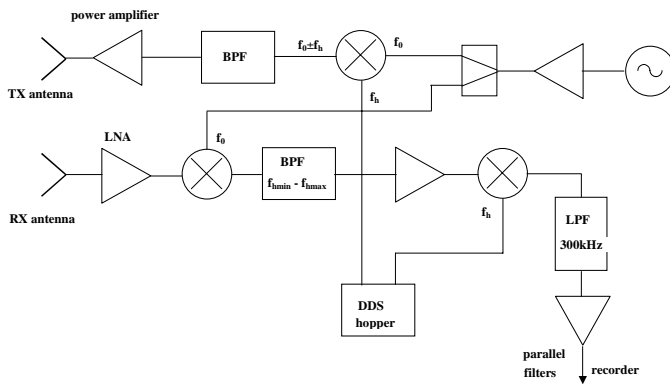 power amplifier
BPF
f0±fh
f0
TX antenna
fh
LNA
f0
BPF
fhmin - fhmax
RX antenna
fh
LPF
300kHz
DDS
hopper
parallel
filters
recorder